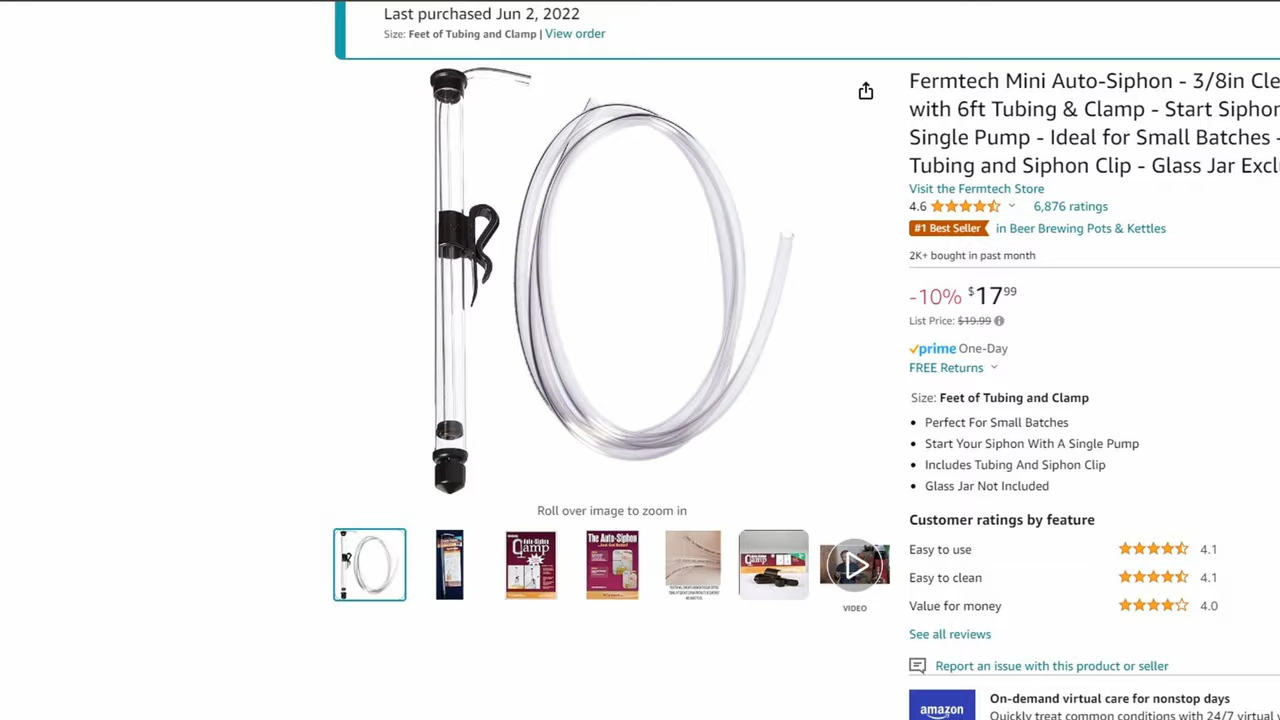 Last purchased Jun 2, 2022
Size: Feet of Tubing and Clamp | View order
Fermtech Mini Auto-Siphon - 3/8in Cle
with 6ft Tubing & Clamp - Start Siphon
Single Pump - Ideal for Small Batches -
Tubing and Siphon Clip - Glass Jar Excl
Visit the Fermtech Store
4.6 6,876 ratings
#1 Best Seller in Beer Brewing Pots & Kettles
2K+ bought in past month
-10% $17 99
List Price: $19.99
prime One-Day
FREE Returns
Size: Feet of Tubing and Clamp
Perfect For Small Batches
Start Your Siphon With A Single Pump
Includes Tubing And Siphon Clip
Glass Jar Not Included
Roll over image to zoom in
Auto-Siphon
Clamp
The Auto-Siphon
Clamp
VIDEO
Customer ratings by feature
Easy to use 4.1
Easy to clean 4.1
Value for money 4.0
See all reviews
Report an issue with this product or seller
amazon
On-demand virtual care for nonstop days
Quickly treat common conditions with 24/7 virtual